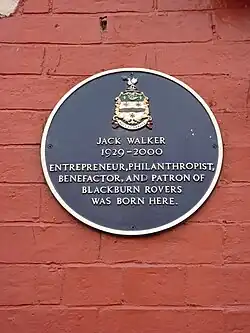 JACK WALKER
1929-2000
ENTREPRENEUR, PHILANTHROPIST,
BENEFACTOR, AND PATRON OF
BLACKBURN ROVERS
WAS BORN HERE.